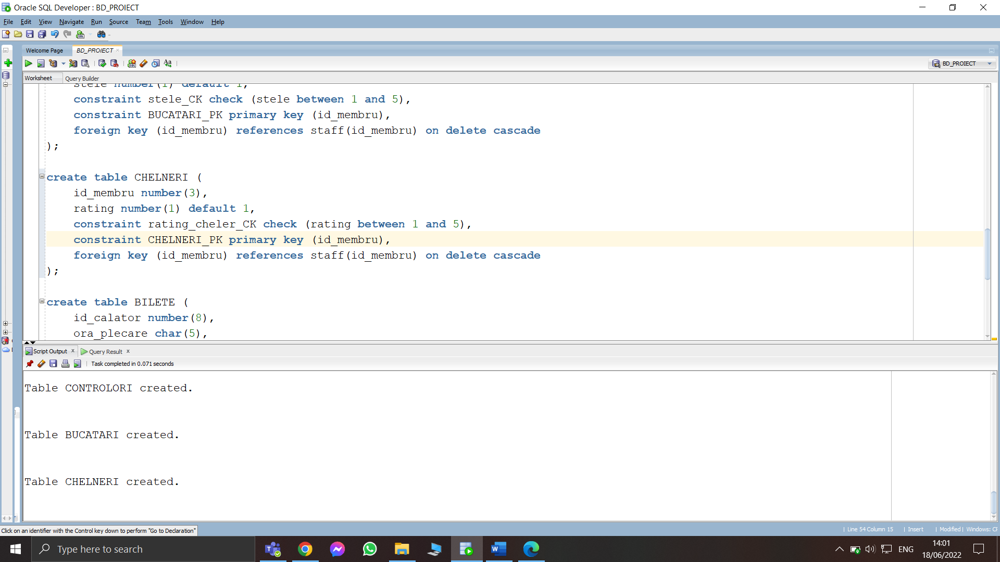 Oracle SQL Developer : BD_PROIECT
File Edit View Navigate Run Source Team Tools Window Help
Welcome Page BD_PROIECT
BD_PROIECT
Worksheet Query Builder
stele number(1) default 1,
constraint stele_CK check (stele between 1 and 5),
constraint BUCATARI_PK primary key (id_membru),
foreign key (id_membru) references staff(id_membru) on delete cascade
);
create table CHELNERI (
id_membru number(3),
rating number(1) default 1,
constraint rating_cheler_CK check (rating between 1 and 5),
constraint CHELNERI_PK primary key (id_membru),
foreign key (id_membru) references staff(id_membru) on delete cascade
);
create table BILETE (
id_calator number(8),
ora_plecare char(5),
Script Output x Query Result x
Task completed in 0.071 seconds
Table CONTROLORI created.
Table BUCATARI created.
Table CHELNERI created.
Click on an identifier with the Control key down to perform "Go to Declaration"
| Line 54 Column 15 | Insert | Modified | Windows: CF
Type here to search
ENG
14:01
18/06/2022